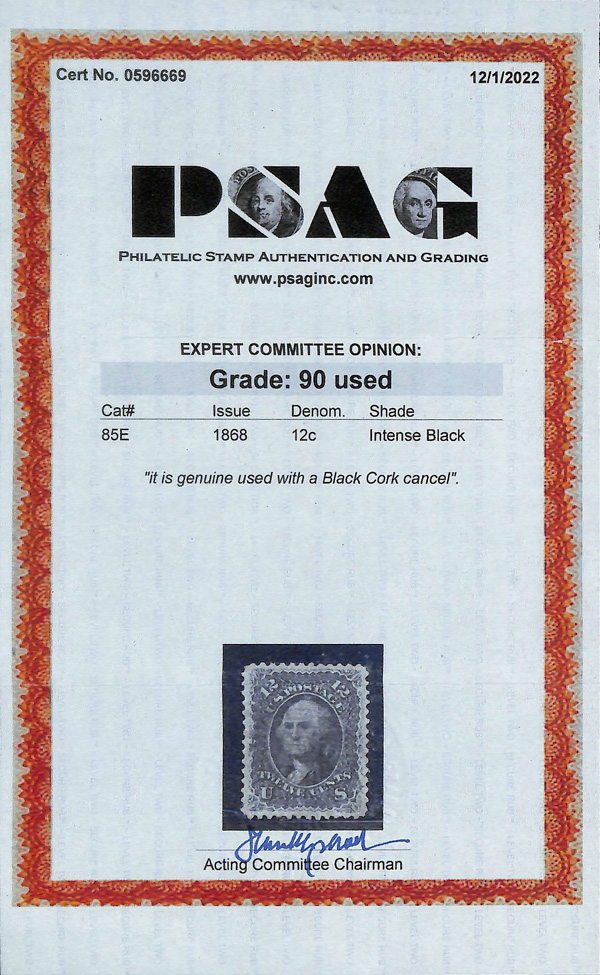 Cert No. 0596669
12/1/2022
PSAG
PHILATELIC STAMP AUTHENTICATION AND GRADING
www.psaginc.com
EXPERT COMMITTEE OPINION:
Grade: 90 used
Cat# Issue Denom. Shade
85E 1868 12c Intense Black
"it is genuine used with a Black Cork cancel".
12 12
U.S. POSTAGE
TWELVE CENTS
U S
Acting Committee Chairman